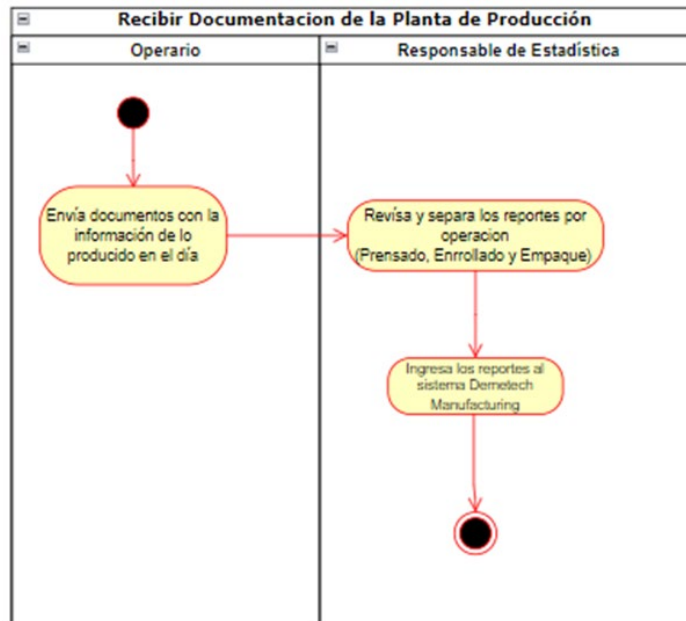 Recibir Documentacion de la Planta de Producción
Operario
Responsable de Estadística
Envía documentos con la
información de lo
producido en el día
Revísa y separa los reportes por
operacion
(Prensado, Enrrollado y Empaque)
Ingresa los reportes al
sistema Demetech
Manufacturing